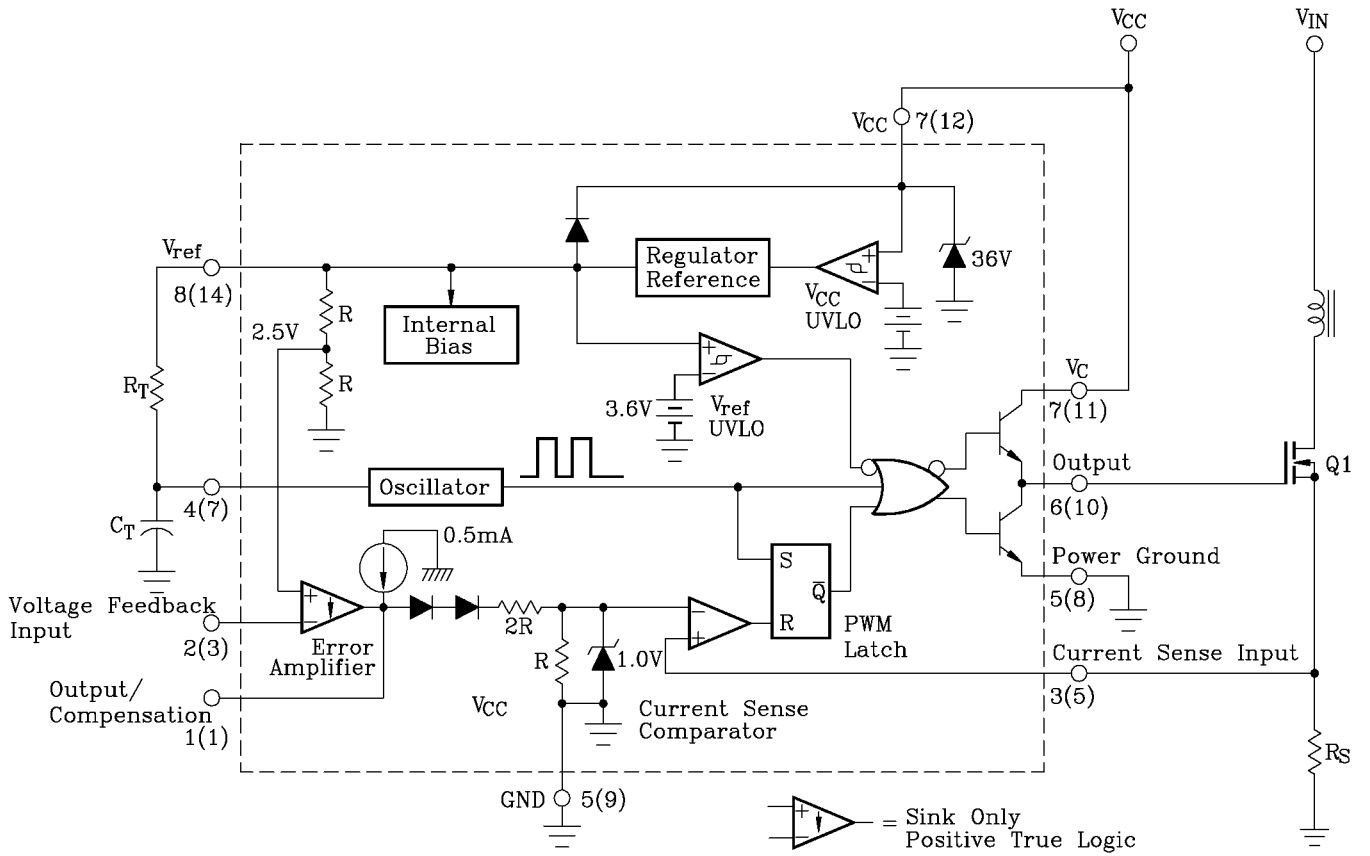 VCC
VIN
VCC 7(12)
Vref
8(14)
Regulator
Reference
36V
VCC
UVLO
R
2.5V
Internal
Bias
R
RT
3.6V
Vref
UVLO
VC
7(11)
Output
Q1
6(10)
Oscillator
4(7)
CT
0.5mA
S
Q̅
R
PWM
Latch
Power Ground
5(8)
Voltage Feedback
Input
2(3)
+
−
Error
Amplifier
2R
R
1.0V
−
+
Current Sense Input
3(5)
Output/
Compensation
1(1)
VCC
Current Sense
Comparator
RS
GND 5(9)
+
−
= Sink Only
Positive True Logic